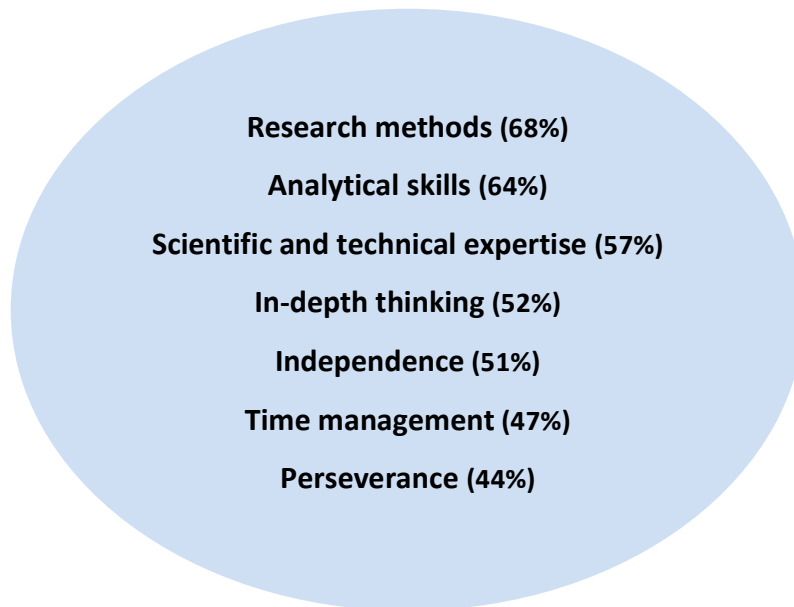 Research methods (68%)
Analytical skills (64%)
Scientific and technical expertise (57%)
In-depth thinking (52%)
Independence (51%)
Time management (47%)
Perseverance (44%)